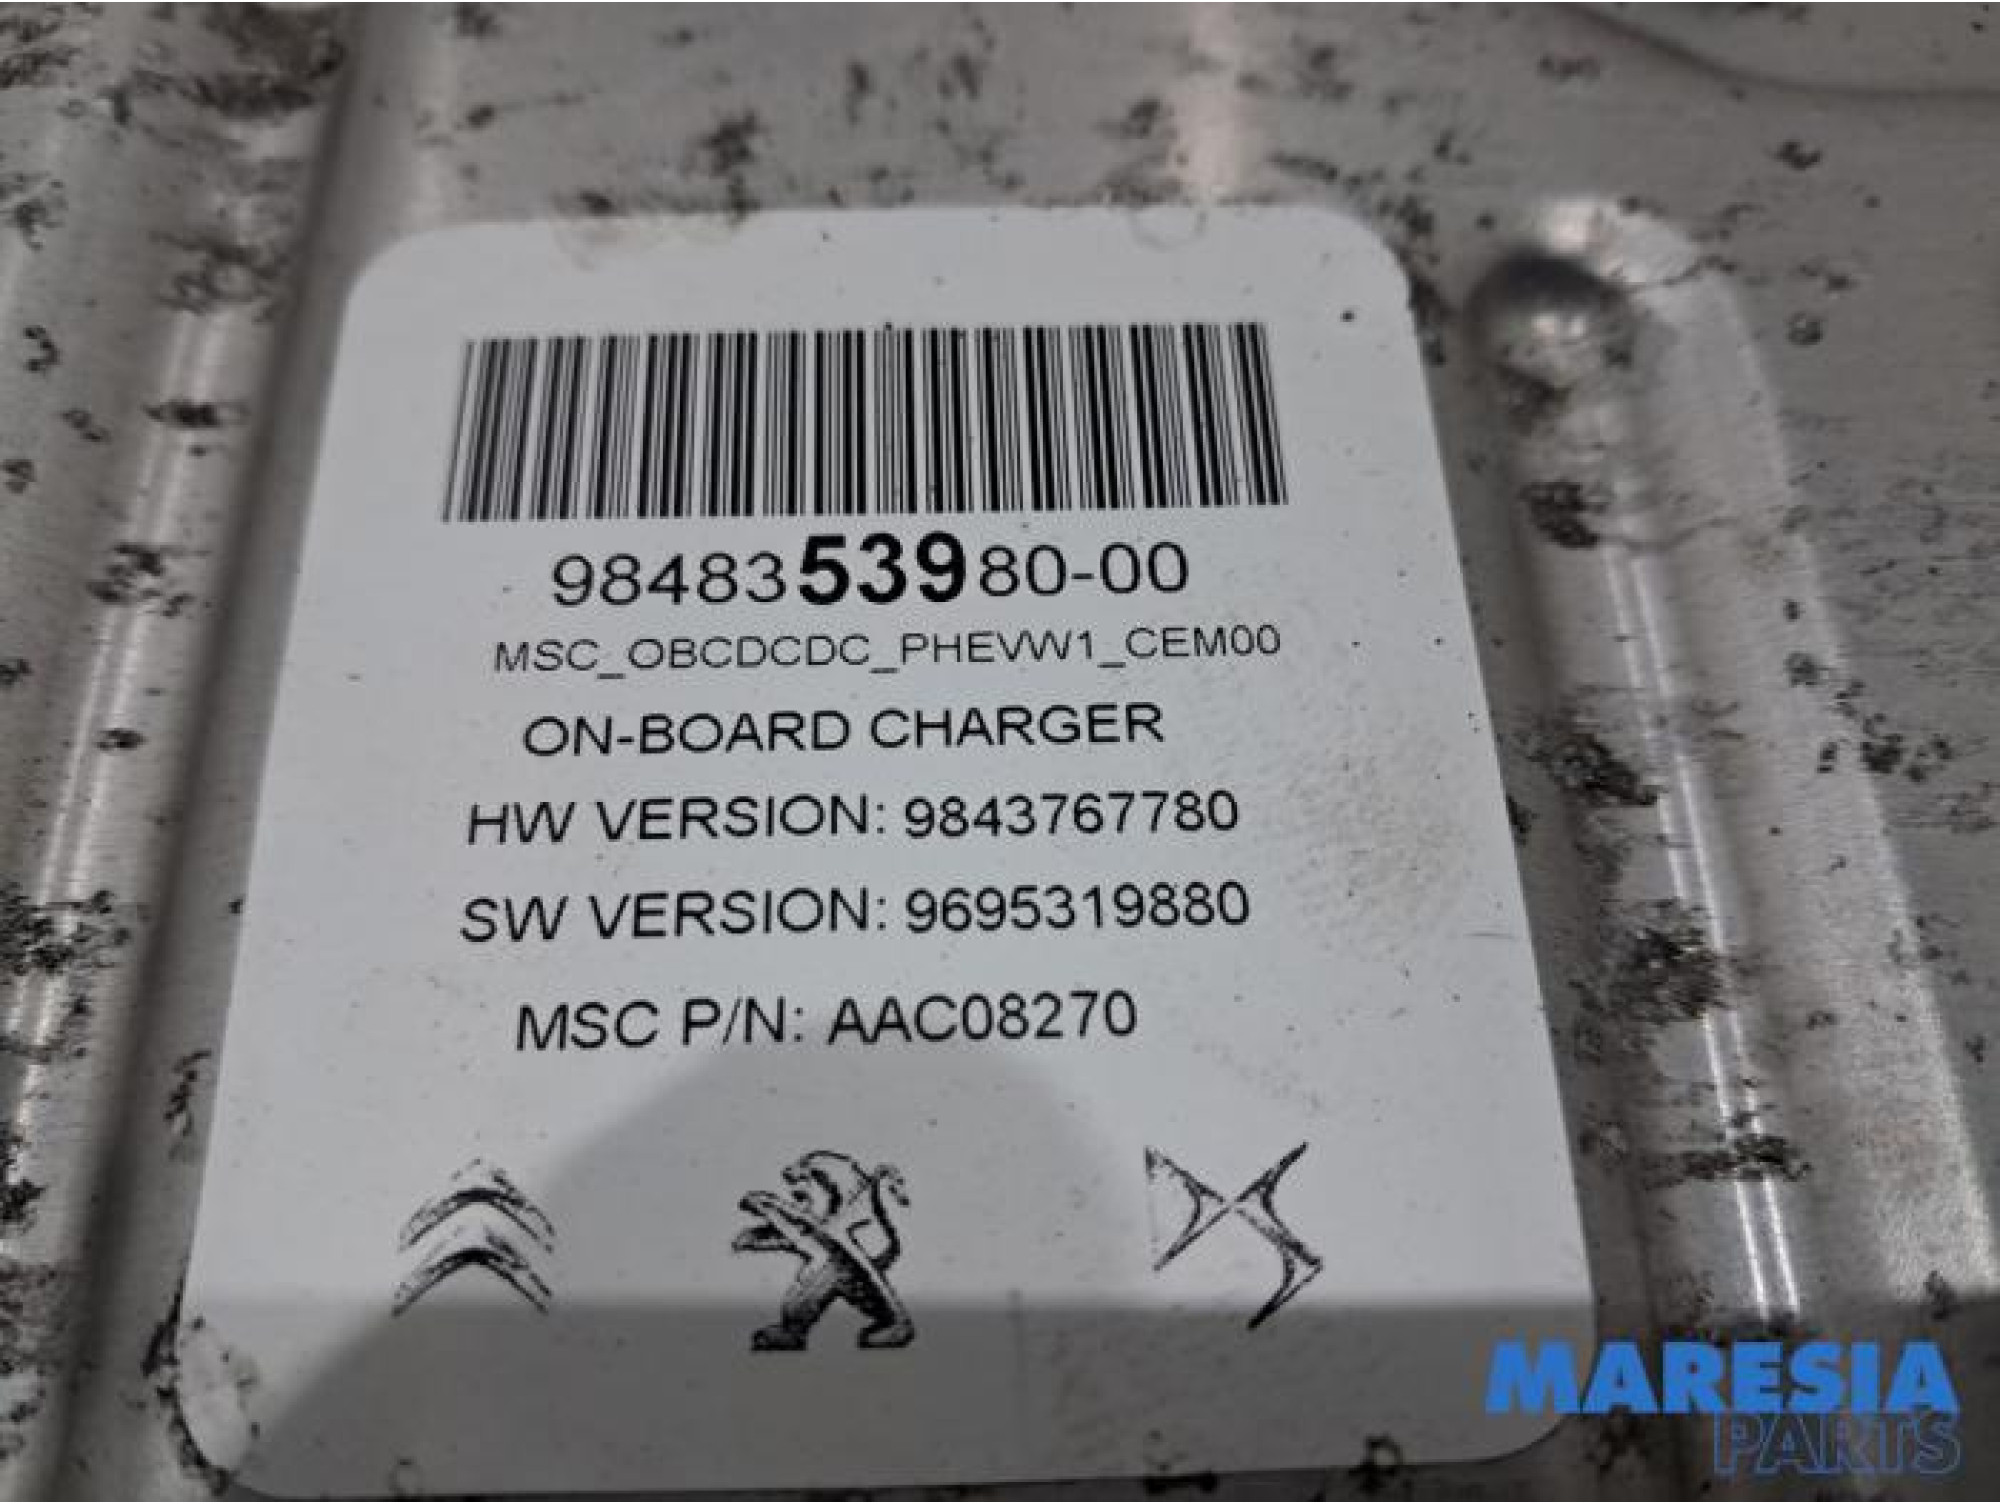 9848353980-00
MSC_OBCDCDC_PHEVW1_CEM00
ON-BOARD CHARGER
HW VERSION: 9843767780
SW VERSION: 9695319880
MSC P/N: AAC08270
MARESIA
PARTS